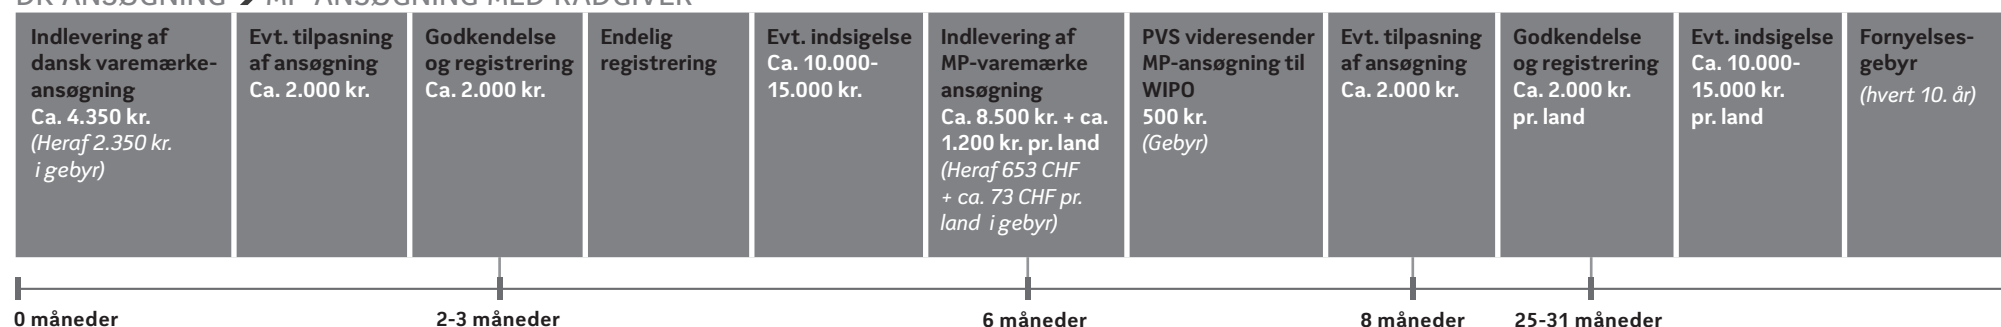 DK ANSØGNING → MP-ANSØGNING MED RÅDGIVER
Indlevering af
dansk varemærke-
ansøgning
Ca. 4.350 kr.
(Heraf 2.350 kr.
i gebyr)
Evt. tilpasning
af ansøgning
Ca. 2.000 kr.
Godkendelse
og registrering
Ca. 2.000 kr.
Endelig
registrering
Evt. indsigelse
Ca. 10.000-
15.000 kr.
Indlevering af
MP-varemærke
ansøgning
Ca. 8.500 kr. + ca.
1.200 kr. pr. land
(Heraf 653 CHF
+ ca. 73 CHF pr.
land i gebyr)
PVS videresender
MP-ansøgning til
WIPO
500 kr.
(Gebyr)
Evt. tilpasning
af ansøgning
Ca. 2.000 kr.
Godkendelse
og registrering
Ca. 2.000 kr.
pr. land
Evt. indsigelse
Ca. 10.000-
15.000 kr.
pr. land
Fornyelses-
gebyr
(hvert 10. år)
0 måneder
2-3 måneder
6 måneder
8 måneder
25-31 måneder